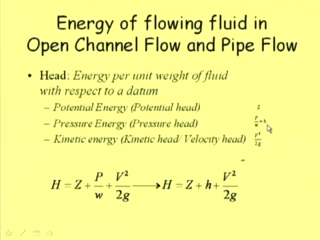 Energy of flowing fluid in
Open Channel Flow and Pipe Flow
• Head: Energy per unit weight of fluid
with respect to a datum
– Potential Energy (Potential head) Z
– Pressure Energy (Pressure head) P/w = h
– Kinetic energy (Kinetic head/ Velocity head) V²/2g
H = Z + P/w + V²/2g ⟶ H = Z + h + V²/2g